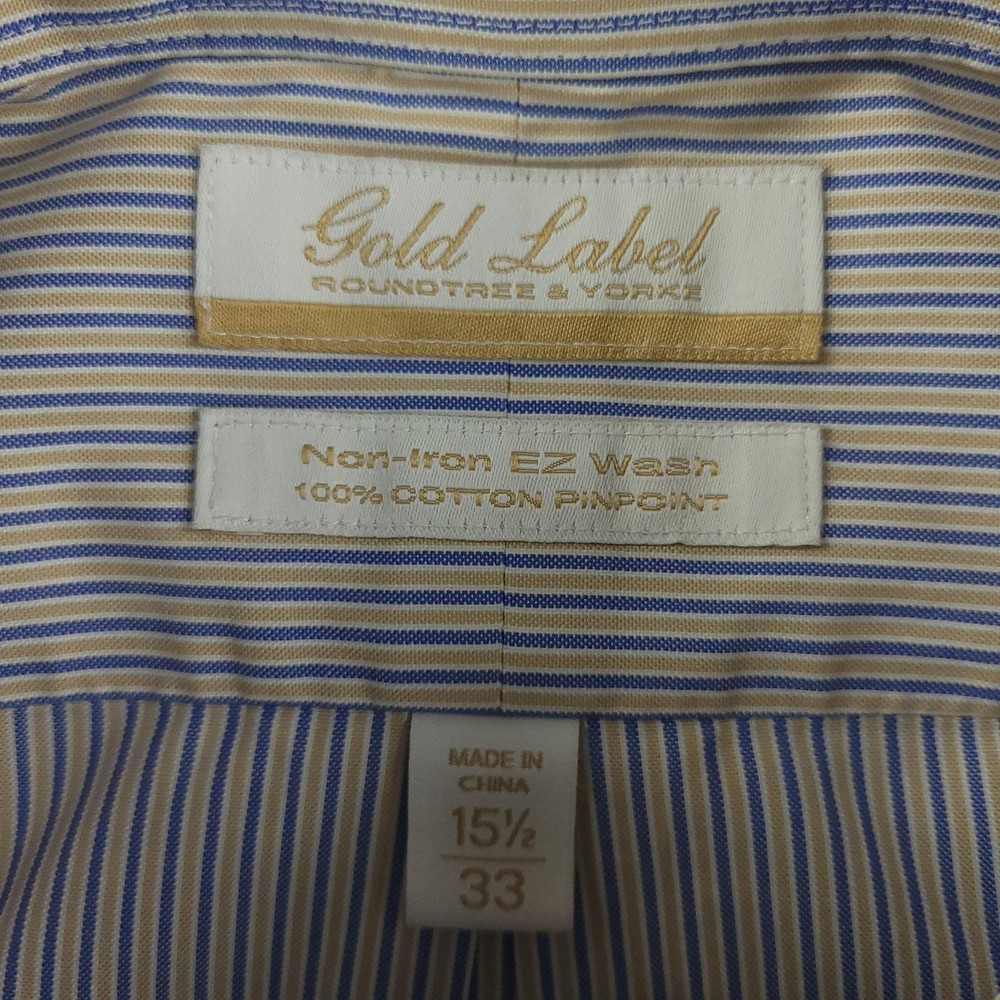 Gold Label
ROUNDTREE & YORKE
Non-Iron EZ Wash
100% COTTON PINPOINT
MADE IN
CHINA
15½
33